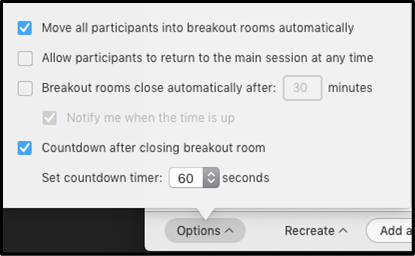 Move all participants into breakout rooms automatically
Allow participants to return to the main session at any time
Breakout rooms close automatically after: 30 minutes
Notify me when the time is up
Countdown after closing breakout room
Set countdown timer: 60 seconds
Options Recreate Add a